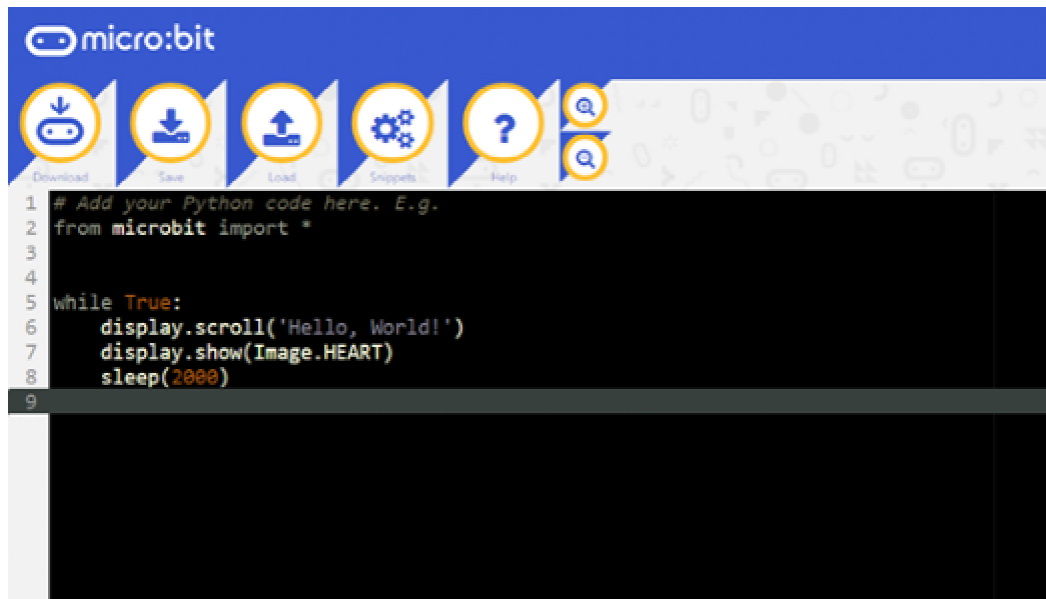 micro:bit
Download Save Load Snippets Help
1 # Add your Python code here. E.g.
2 from microbit import *
3
4
5 while True:
6     display.scroll('Hello, World!')
7     display.show(Image.HEART)
8     sleep(2000)
9